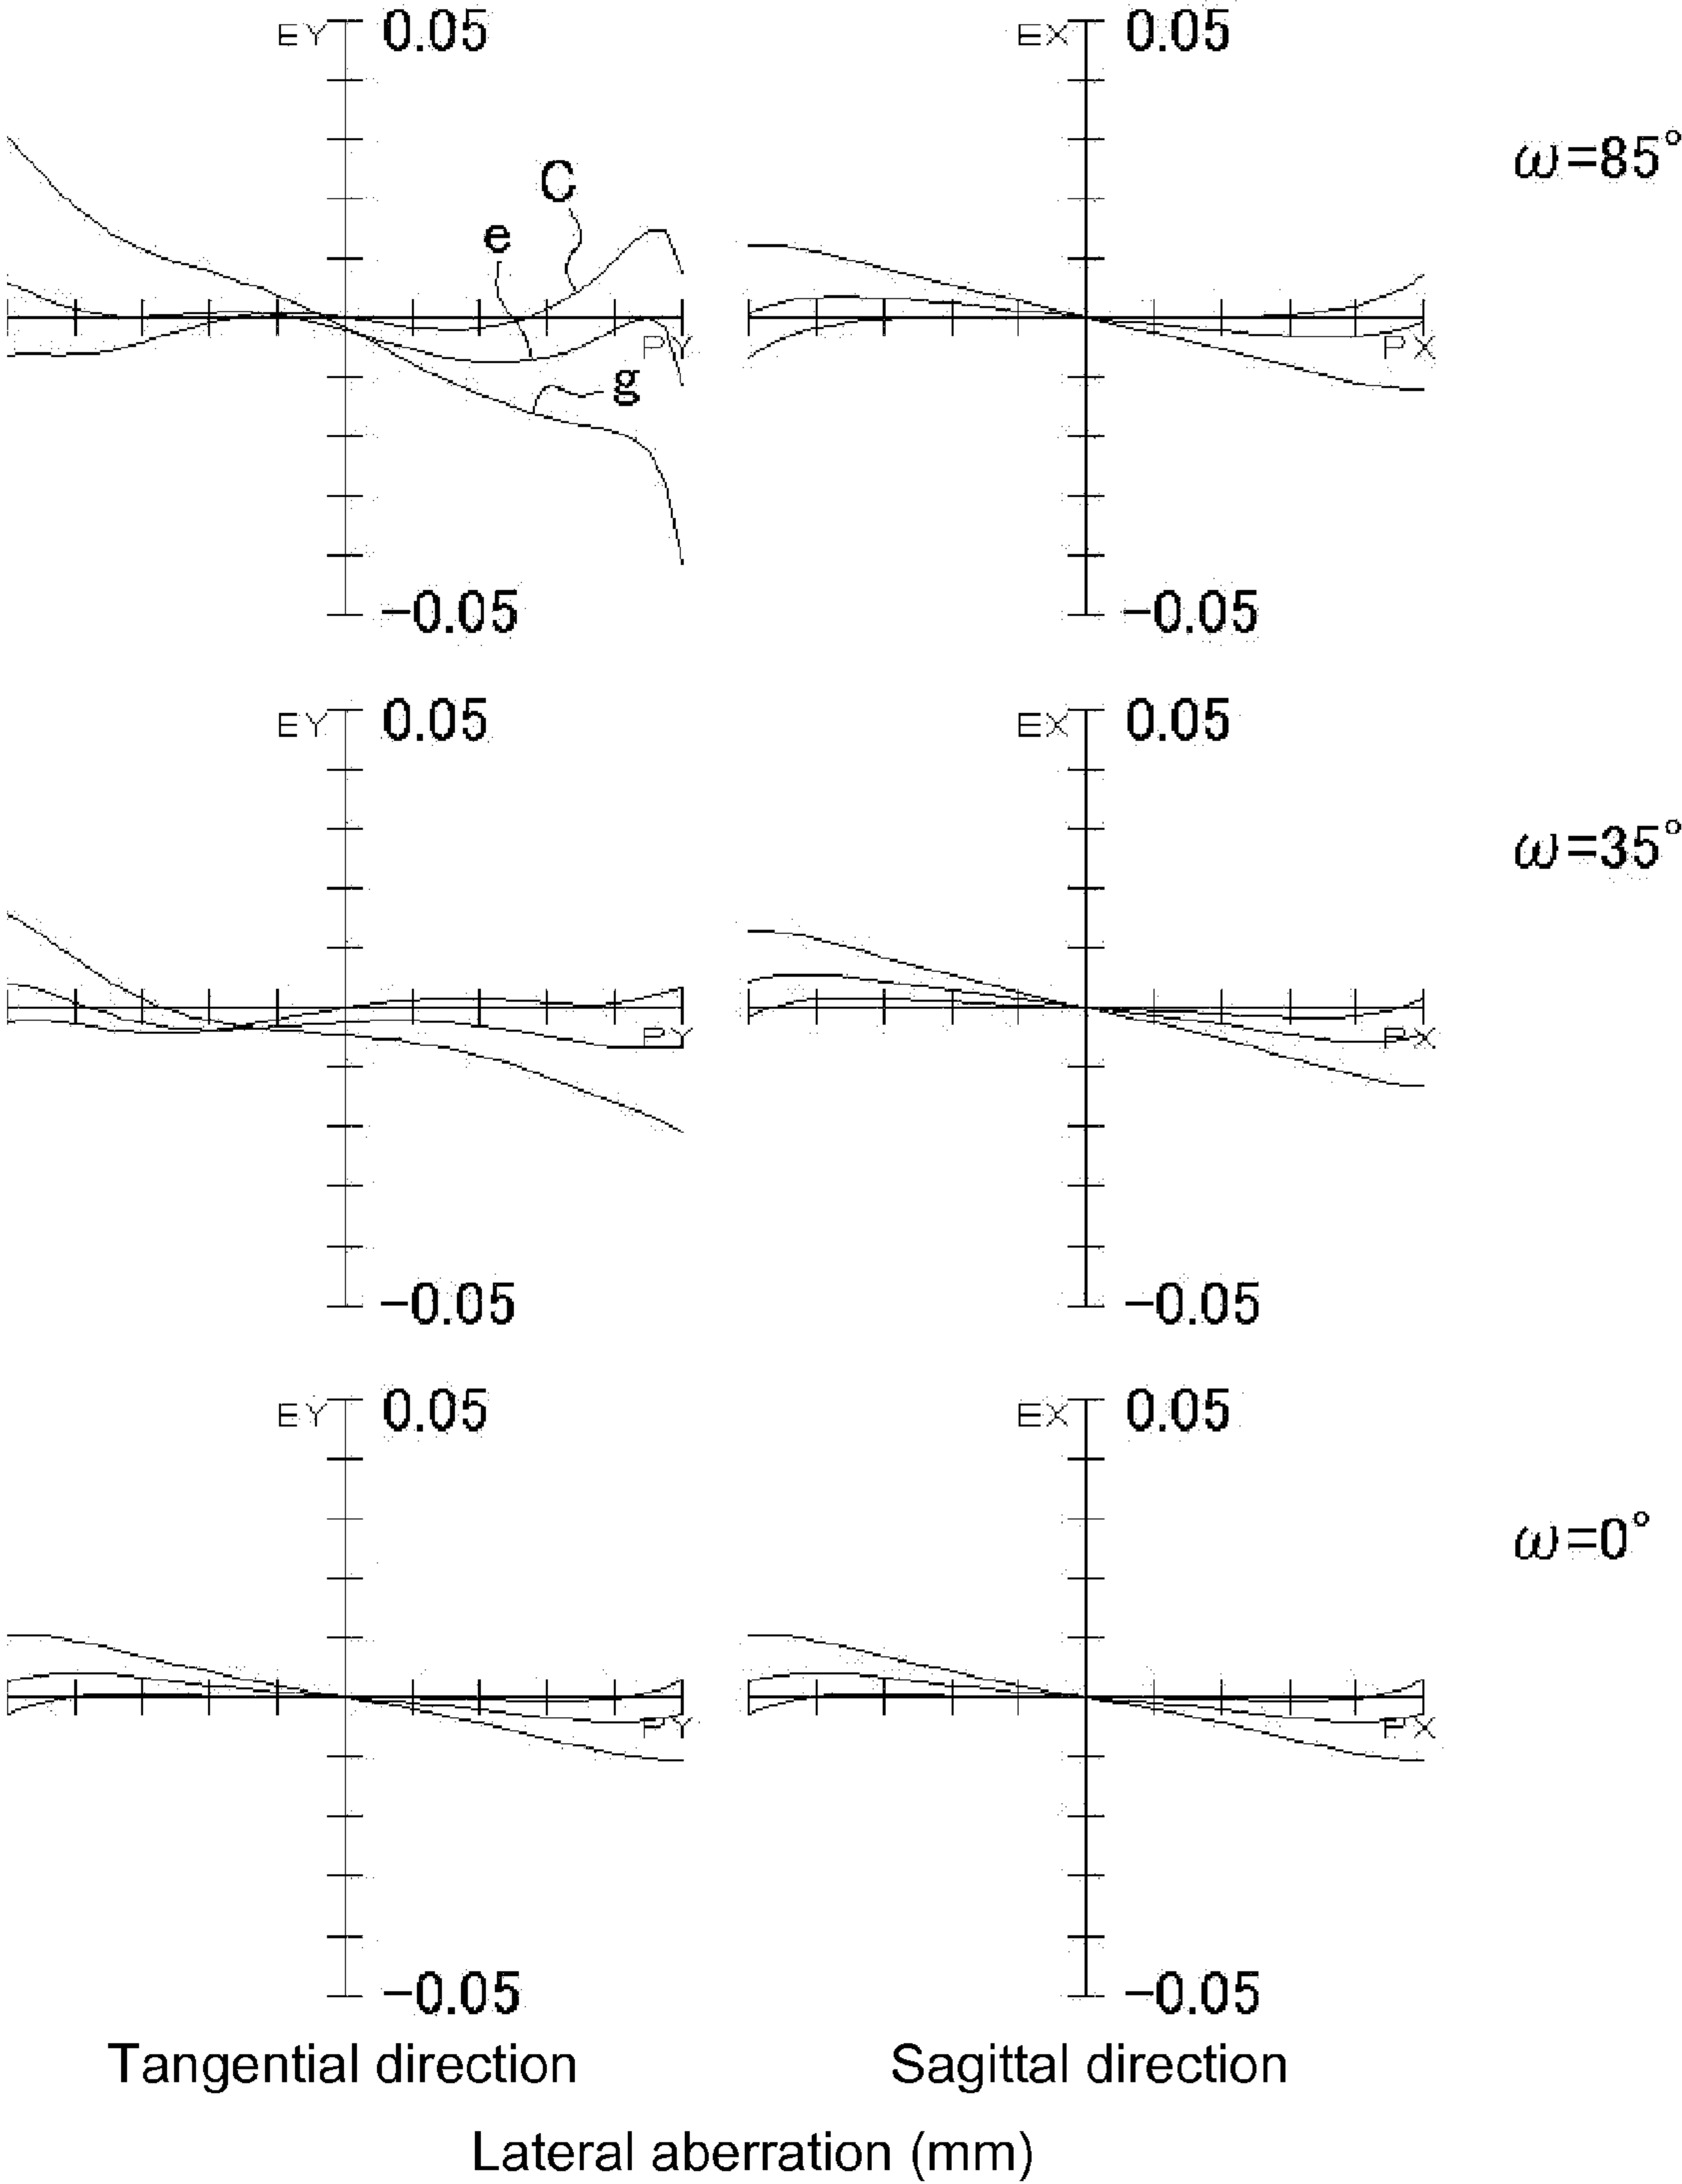 EY 0.05 EX 0.05
ω=85°
C
e
PY PX
g
-0.05 -0.05
EY 0.05 EX 0.05
ω=35°
PY PX
-0.05 -0.05
EY 0.05 EX 0.05
ω=0°
PY PX
-0.05 -0.05
Tangential direction Sagittal direction
Lateral aberration (mm)